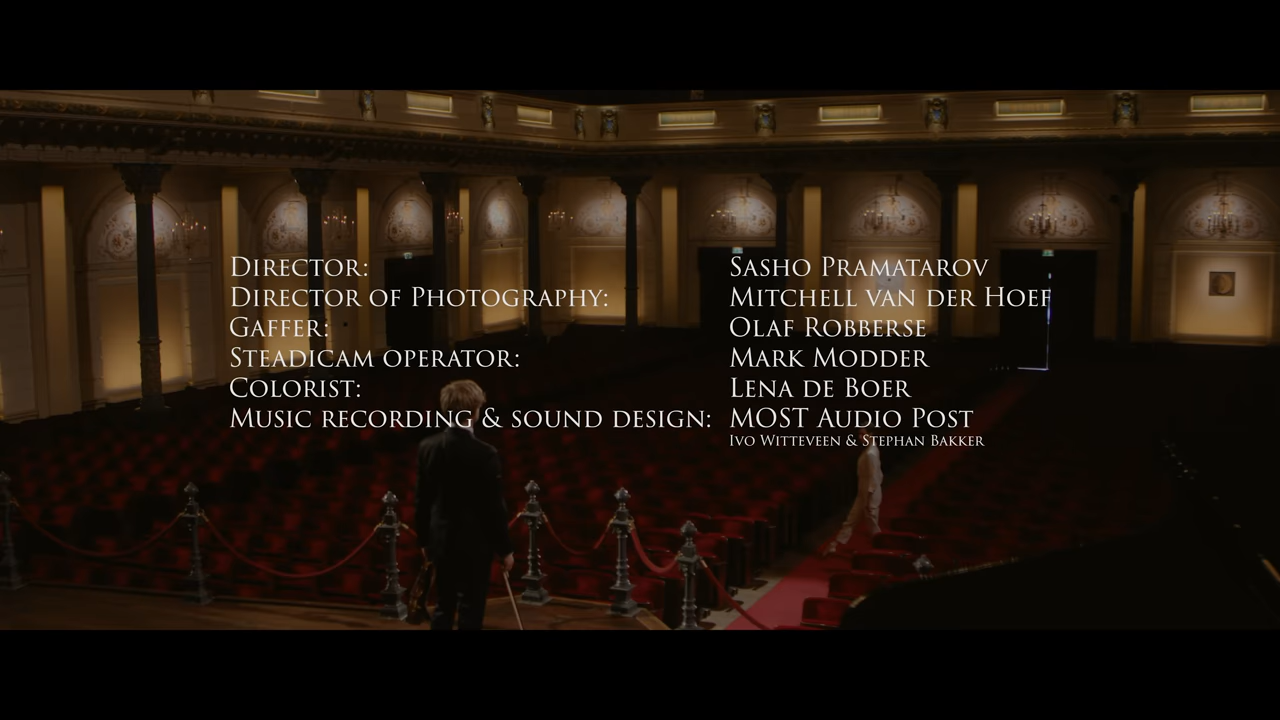 Director: Sasho Pramatarov
Director of Photography: Mitchell van der Hoef
Gaffer: Olaf Robberse
Steadicam operator: Mark Modder
Colorist: Lena de Boer
Music recording & sound design: MOST Audio Post
Ivo Witteveen & Stephan Bakker